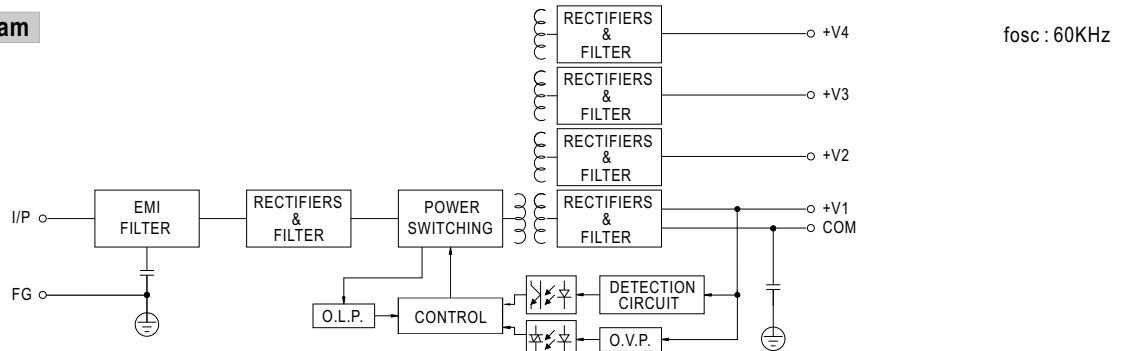 am
fosc : 60KHz
RECTIFIERS
&
FILTER
+V4
RECTIFIERS
&
FILTER
+V3
RECTIFIERS
&
FILTER
+V2
I/P
EMI
FILTER
RECTIFIERS
&
FILTER
POWER
SWITCHING
RECTIFIERS
&
FILTER
+V1
COM
FG
O.L.P.
CONTROL
DETECTION
CIRCUIT
O.V.P.